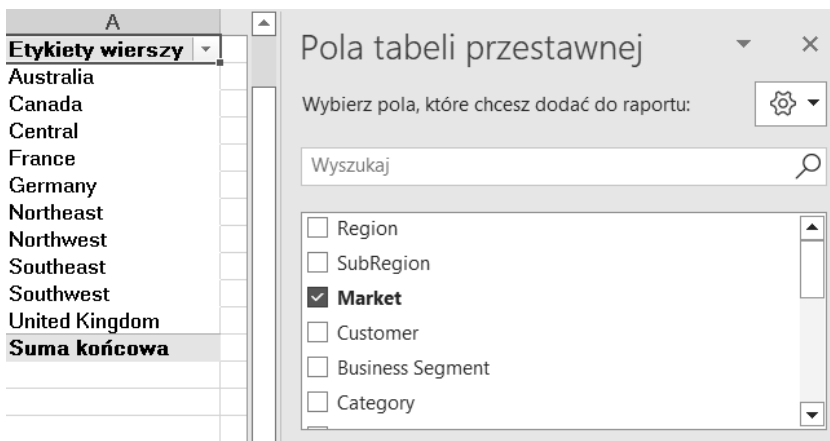 A
Etykiety wierszy
Australia
Canada
Central
France
Germany
Northeast
Northwest
Southeast
Southwest
United Kingdom
Suma końcowa
Pola tabeli przestawnej
Wybierz pola, które chcesz dodać do raportu:
Wyszukaj
Region
SubRegion
Market
Customer
Business Segment
Category